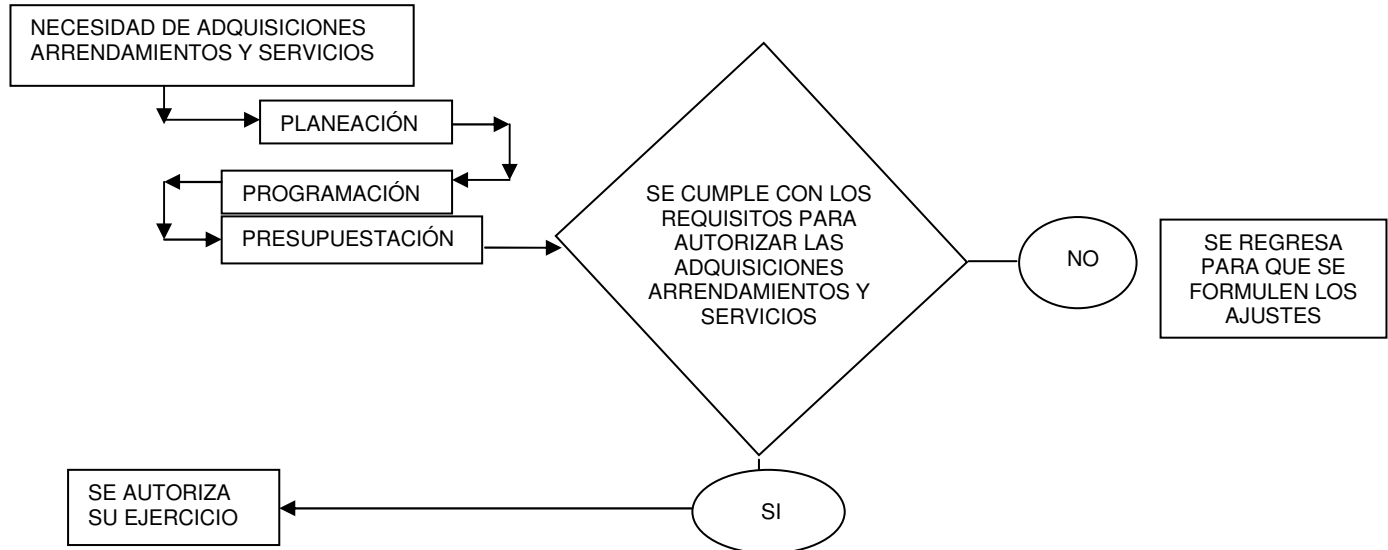 NECESIDAD DE ADQUISICIONES
ARRENDAMIENTOS Y SERVICIOS
PLANEACIÓN
PROGRAMACIÓN
PRESUPUESTACIÓN
SE CUMPLE CON LOS
REQUISITOS PARA
AUTORIZAR LAS
ADQUISICIONES
ARRENDAMIENTOS Y
SERVICIOS
NO
SE REGRESA
PARA QUE SE
FORMULEN LOS
AJUSTES
SI
SE AUTORIZA
SU EJERCICIO